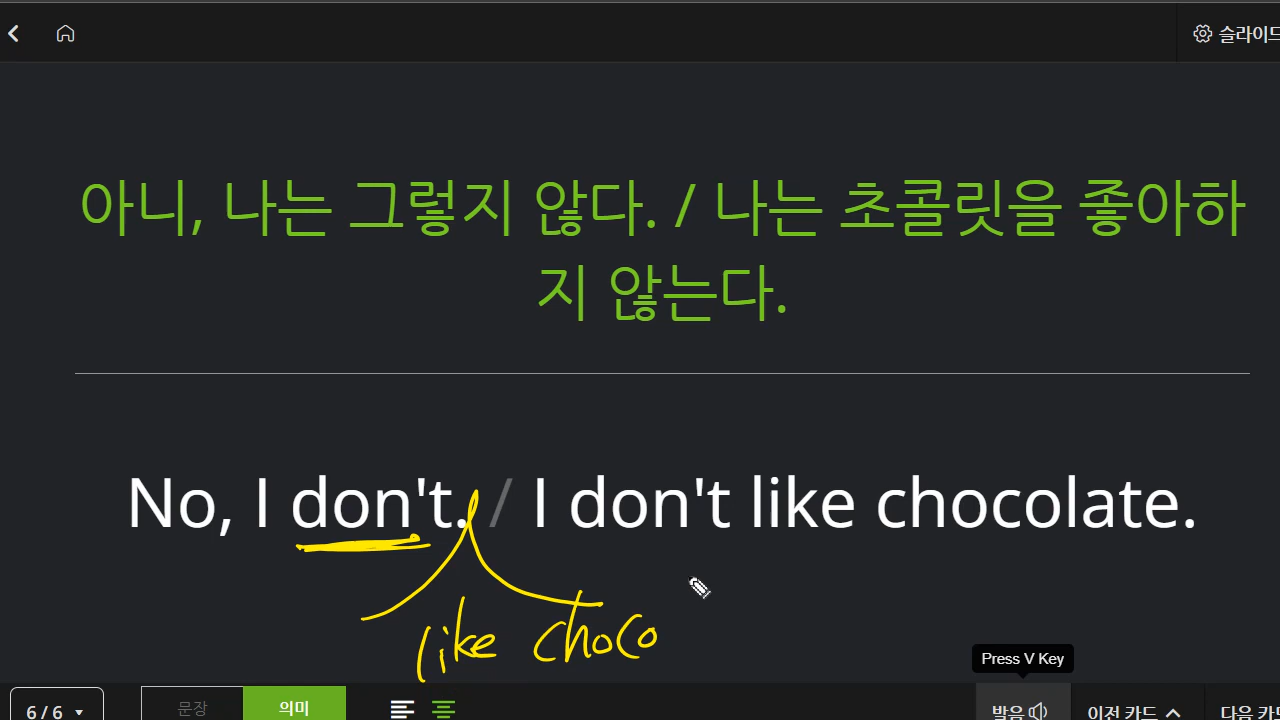 슬라이드
아니, 나는 그렇지 않다. / 나는 초콜릿을 좋아하
지 않는다.
No, I don't. / I don't like chocolate.
like choco
Press V Key
6 / 6
문장
의미
발음
이전 카드
다음